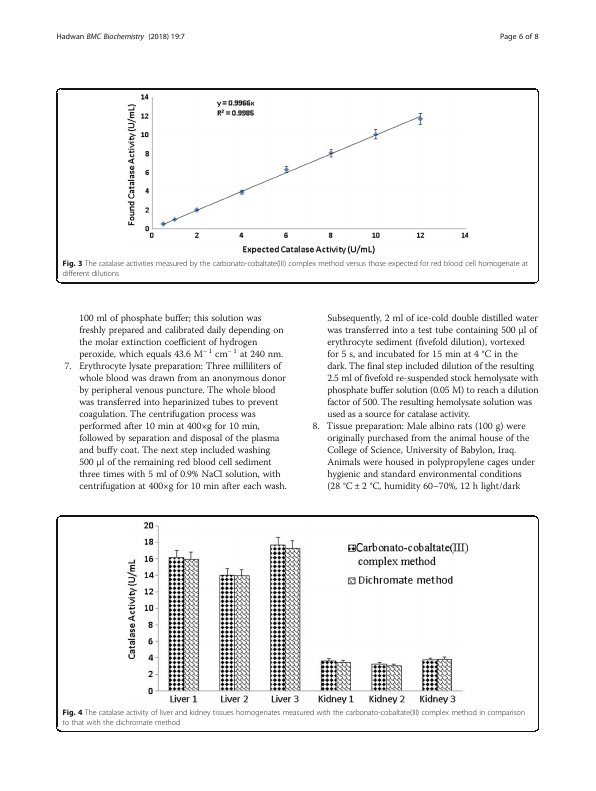 Hadwan BMC Biochemistry (2018) 19:7
Page 6 of 8
14
12
10
8
6
4
2
0
y = 0.9966x
R² = 0.9985
Found Catalase Activity (U/mL)
0 2 4 6 8 10 12 14
Expected Catalase Activity (U/mL)
Fig. 3 The catalase activities measured by the carbonato-cobaltate(III) complex method versus those expected for red blood cell homogenate at
different dilutions
100 ml of phosphate buffer; this solution was
freshly prepared and calibrated daily depending on
the molar extinction coefficient of hydrogen
peroxide, which equals 43.6 M⁻¹ cm⁻¹ at 240 nm.
7. Erythrocyte lysate preparation: Three milliliters of
whole blood was drawn from an anonymous donor
by peripheral venous puncture. The whole blood
was transferred into heparinized tubes to prevent
coagulation. The centrifugation process was
performed after 10 min at 400×g for 10 min,
followed by separation and disposal of the plasma
and buffy coat. The next step included washing
500 μl of the remaining red blood cell sediment
three times with 5 ml of 0.9% NaCl solution, with
centrifugation at 400×g for 10 min after each wash.
Subsequently, 2 ml of ice-cold double distilled water
was transferred into a test tube containing 500 μl of
erythrocyte sediment (fivefold dilution), vortexed
for 5 s, and incubated for 15 min at 4 °C in the
dark. The final step included dilution of the resulting
2.5 ml of fivefold re-suspended stock hemolysate with
phosphate buffer solution (0.05 M) to reach a dilution
factor of 500. The resulting hemolysate solution was
used as a source for catalase activity.
8. Tissue preparation: Male albino rats (100 g) were
originally purchased from the animal house of the
College of Science, University of Babylon, Iraq.
Animals were housed in polypropylene cages under
hygienic and standard environmental conditions
(28 °C ± 2 °C, humidity 60–70%, 12 h light/dark
20
18
16
14
12
10
8
6
4
2
0
Catalase Activity (U/mL
Carbonato-cobaltate(III)
complex method
Dichromate method
Liver 1 Liver 2 Liver 3 Kidney 1 Kidney 2 Kidney 3
Fig. 4 The catalase activity of liver and kidney tissues homogenates measured with the carbonato-cobaltate(III) complex method in comparison
to that with the dichromate method